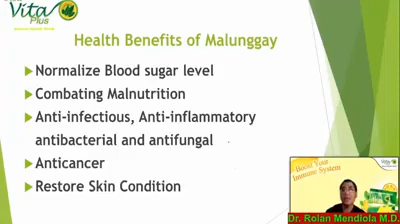 Vita
Plus
Health Benefits of Malunggay
Normalize Blood sugar level
Combating Malnutrition
Anti-infectious, Anti-inflammatory
antibacterial and antifungal
Anticancer
Restore Skin Condition
Boost Your
Immune System
Dr. Rolan Mendiola M.D.